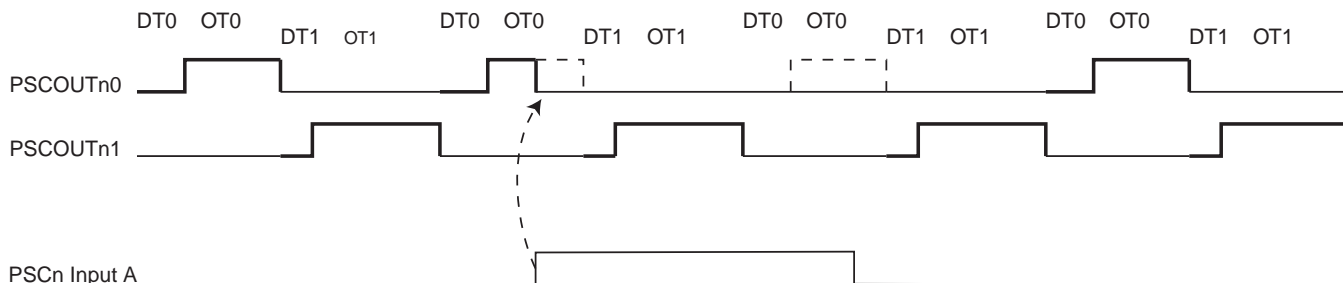 DT0 OT0 DT0 OT0 DT0 OT0 DT0 OT0
DT1 OT1 DT1 OT1 DT1 OT1 DT1 OT1
PSCOUTn0
PSCOUTn1
PSCn Input A